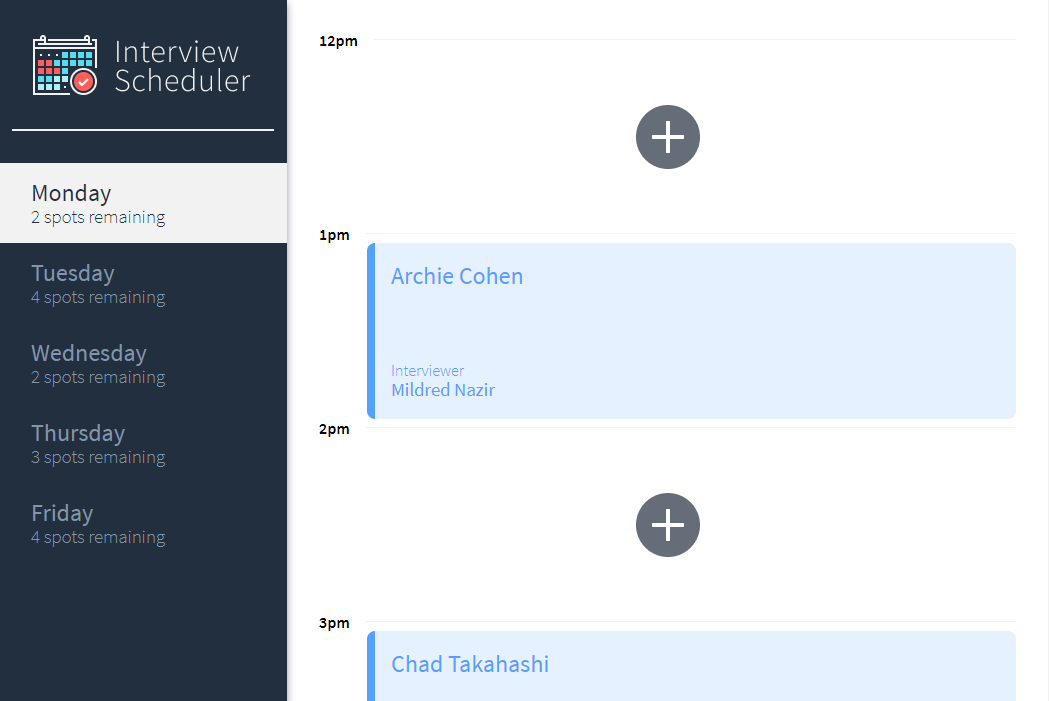 Interview
Scheduler
Monday
2 spots remaining
Tuesday
4 spots remaining
Wednesday
2 spots remaining
Thursday
3 spots remaining
Friday
4 spots remaining
12pm
1pm
Archie Cohen
Interviewer
Mildred Nazir
2pm
3pm
Chad Takahashi